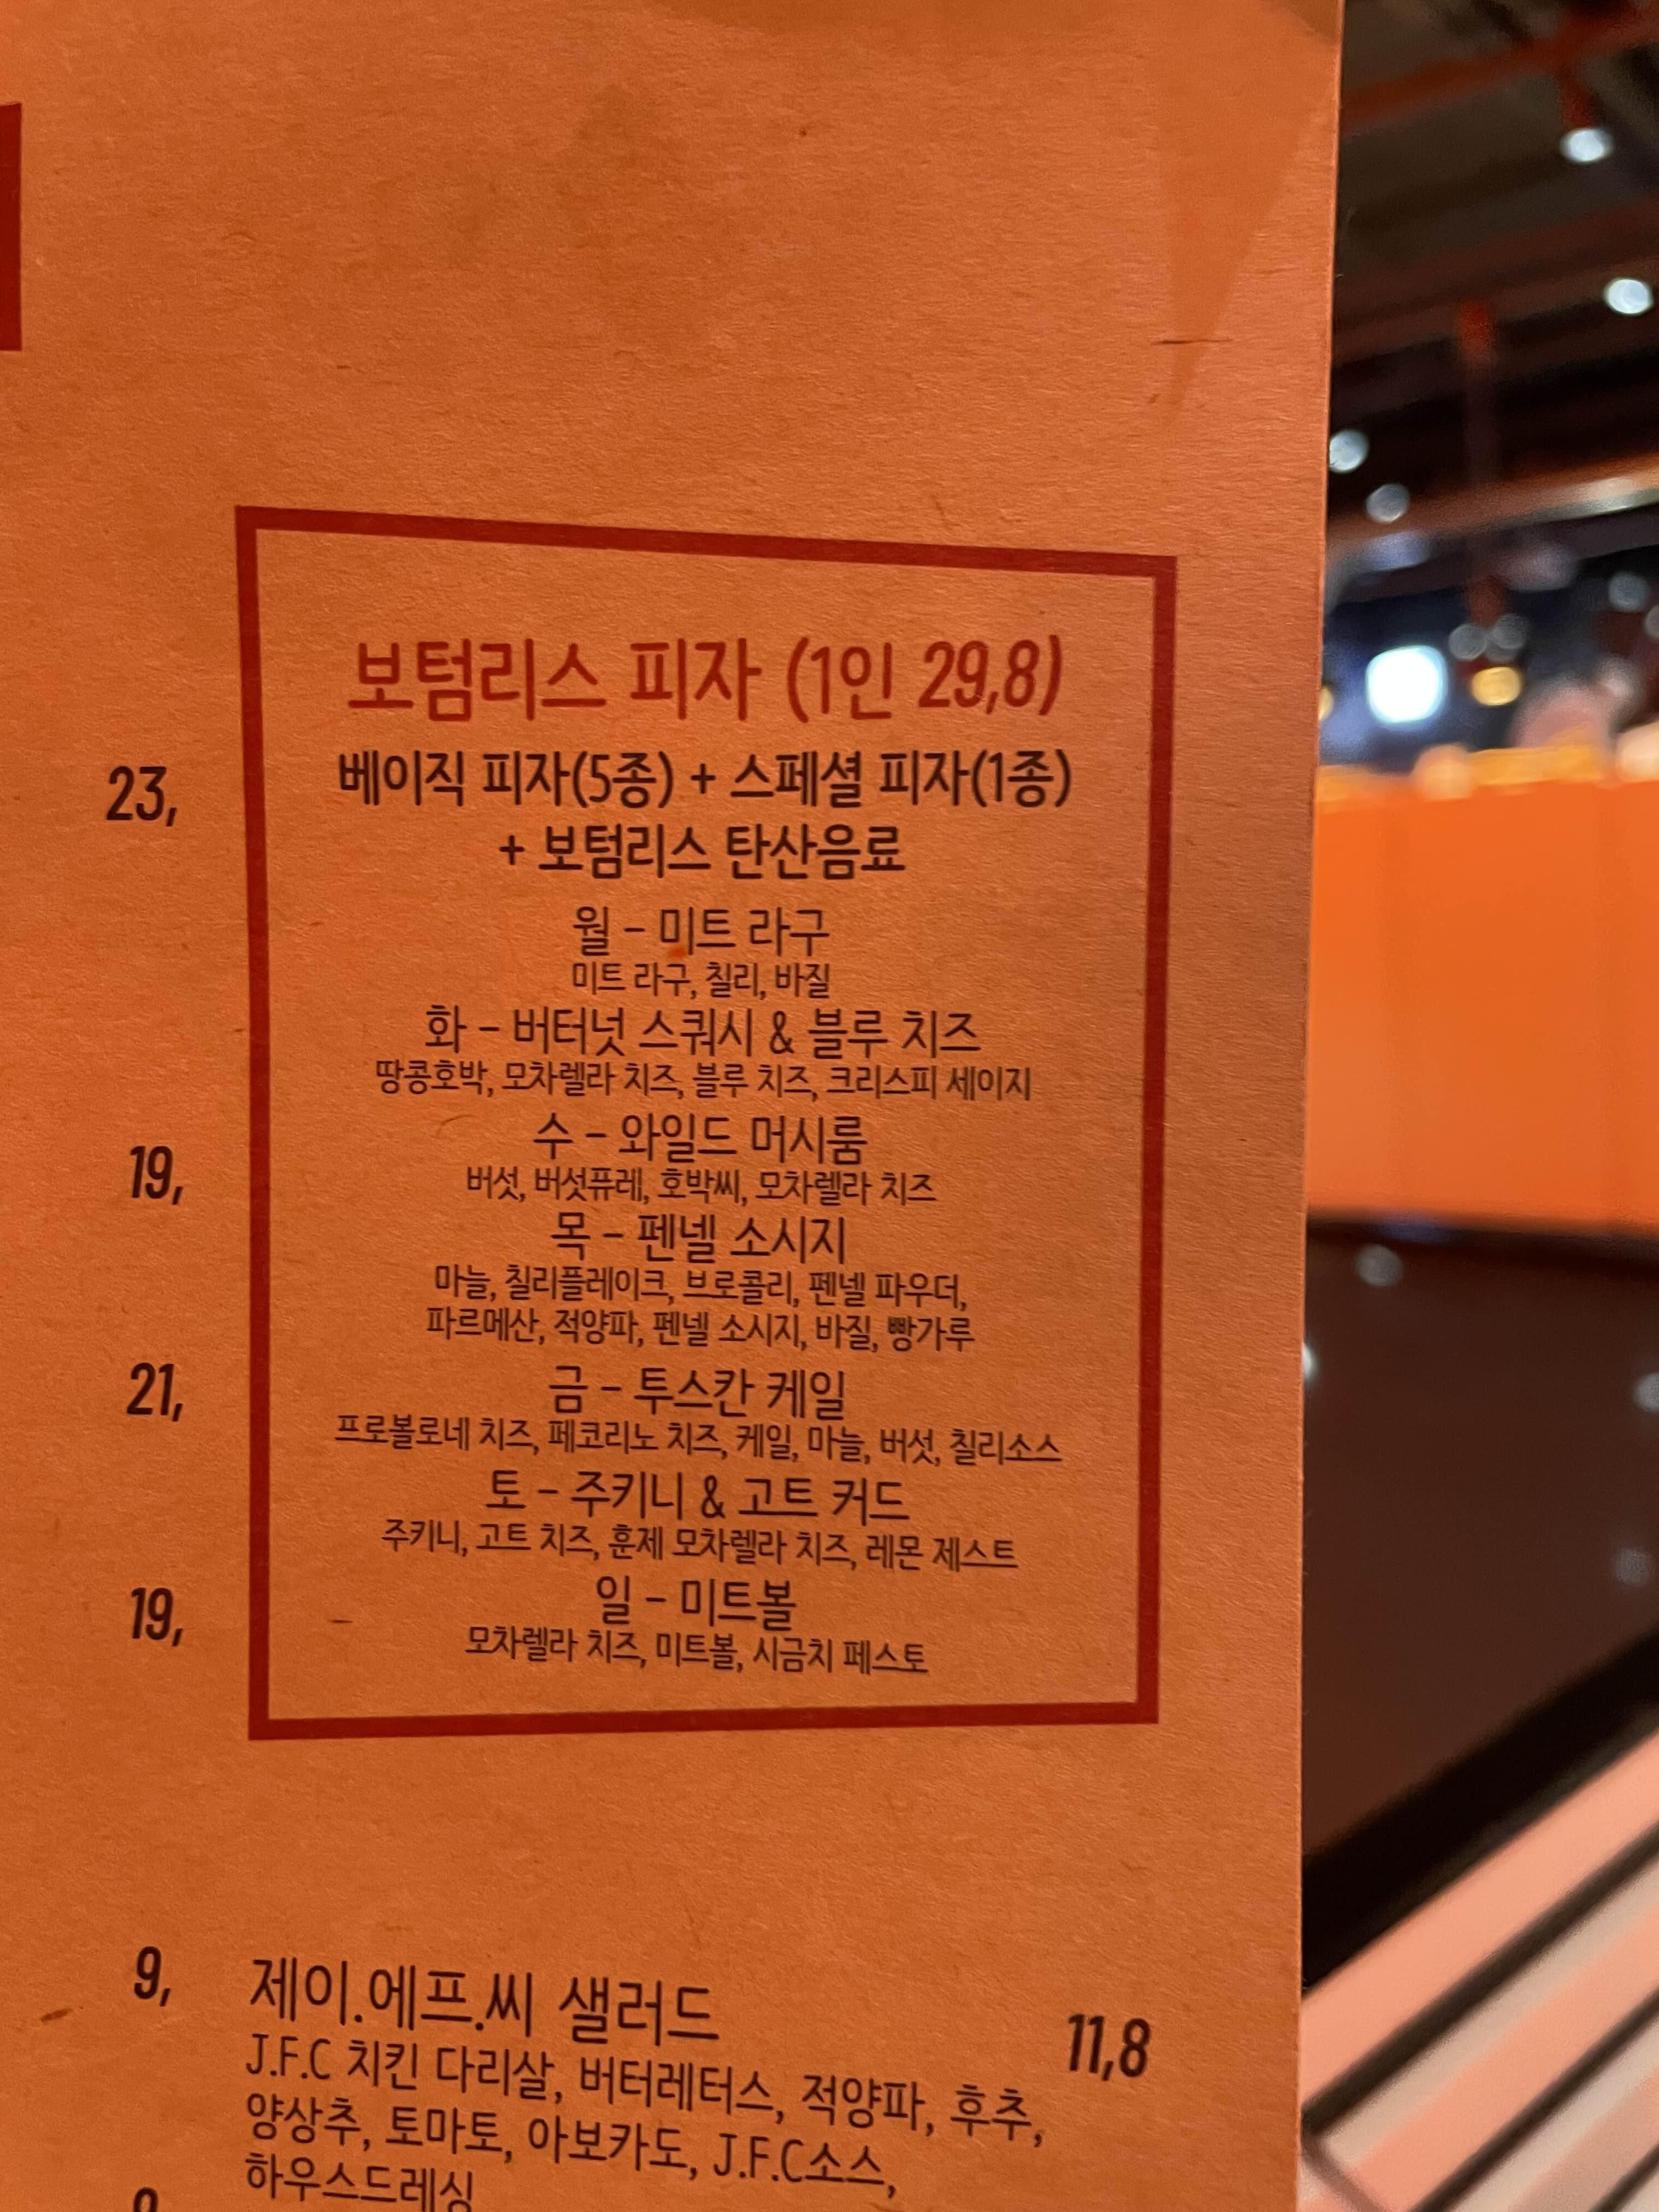 보텀리스 피자 (1인 29,8)
베이직 피자(5종) + 스페셜 피자(1종)
+ 보텀리스 탄산음료
월 - 미트 라구
미트 라구, 칠리, 바질
화 - 버터넛 스쿼시 & 블루 치즈
땅콩호박, 모차렐라 치즈, 블루 치즈, 크리스피 세이지
수 - 와일드 머시룸
버섯, 버섯퓨레, 호박씨, 모차렐라 치즈
목 - 펜넬 소시지
마늘, 칠리플레이크, 브로콜리, 펜넬 파우더,
파르메산, 적양파, 펜넬 소시지, 바질, 빵가루
금 - 투스칸 케일
프로볼로네 치즈, 페코리노 치즈, 케일, 마늘, 버섯, 칠리소스
토 - 주키니 & 고트 커드
주키니, 고트 치즈, 훈제 모차렐라 치즈, 레몬 제스트
일 - 미트볼
모차렐라 치즈, 미트볼, 시금치 페스토
23,
19,
21,
19,
9,
제이.에프.씨 샐러드
11,8
J.F.C 치킨 다리살, 버터레터스, 적양파, 후추,
양상추, 토마토, 아보카도, J.F.C소스,
하우스드레싱